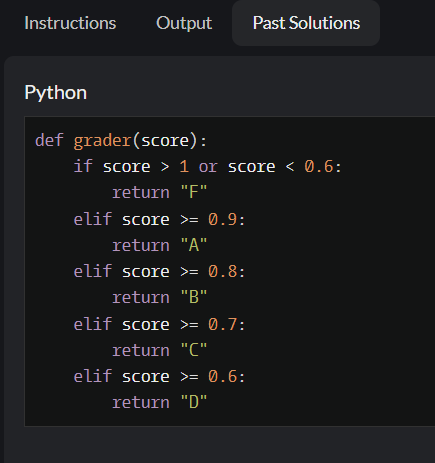 Instructions Output Past Solutions
Python
def grader(score):
    if score > 1 or score < 0.6:
        return "F"
    elif score >= 0.9:
        return "A"
    elif score >= 0.8:
        return "B"
    elif score >= 0.7:
        return "C"
    elif score >= 0.6:
        return "D"